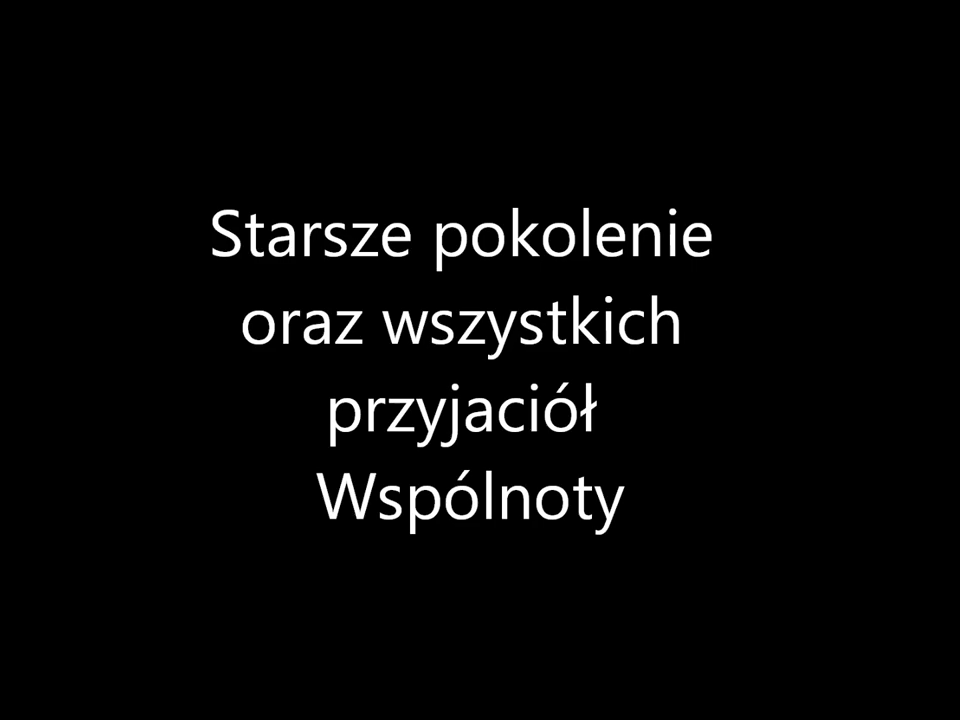 Starsze pokolenie
oraz wszystkich
przyjaciół
Wspólnoty